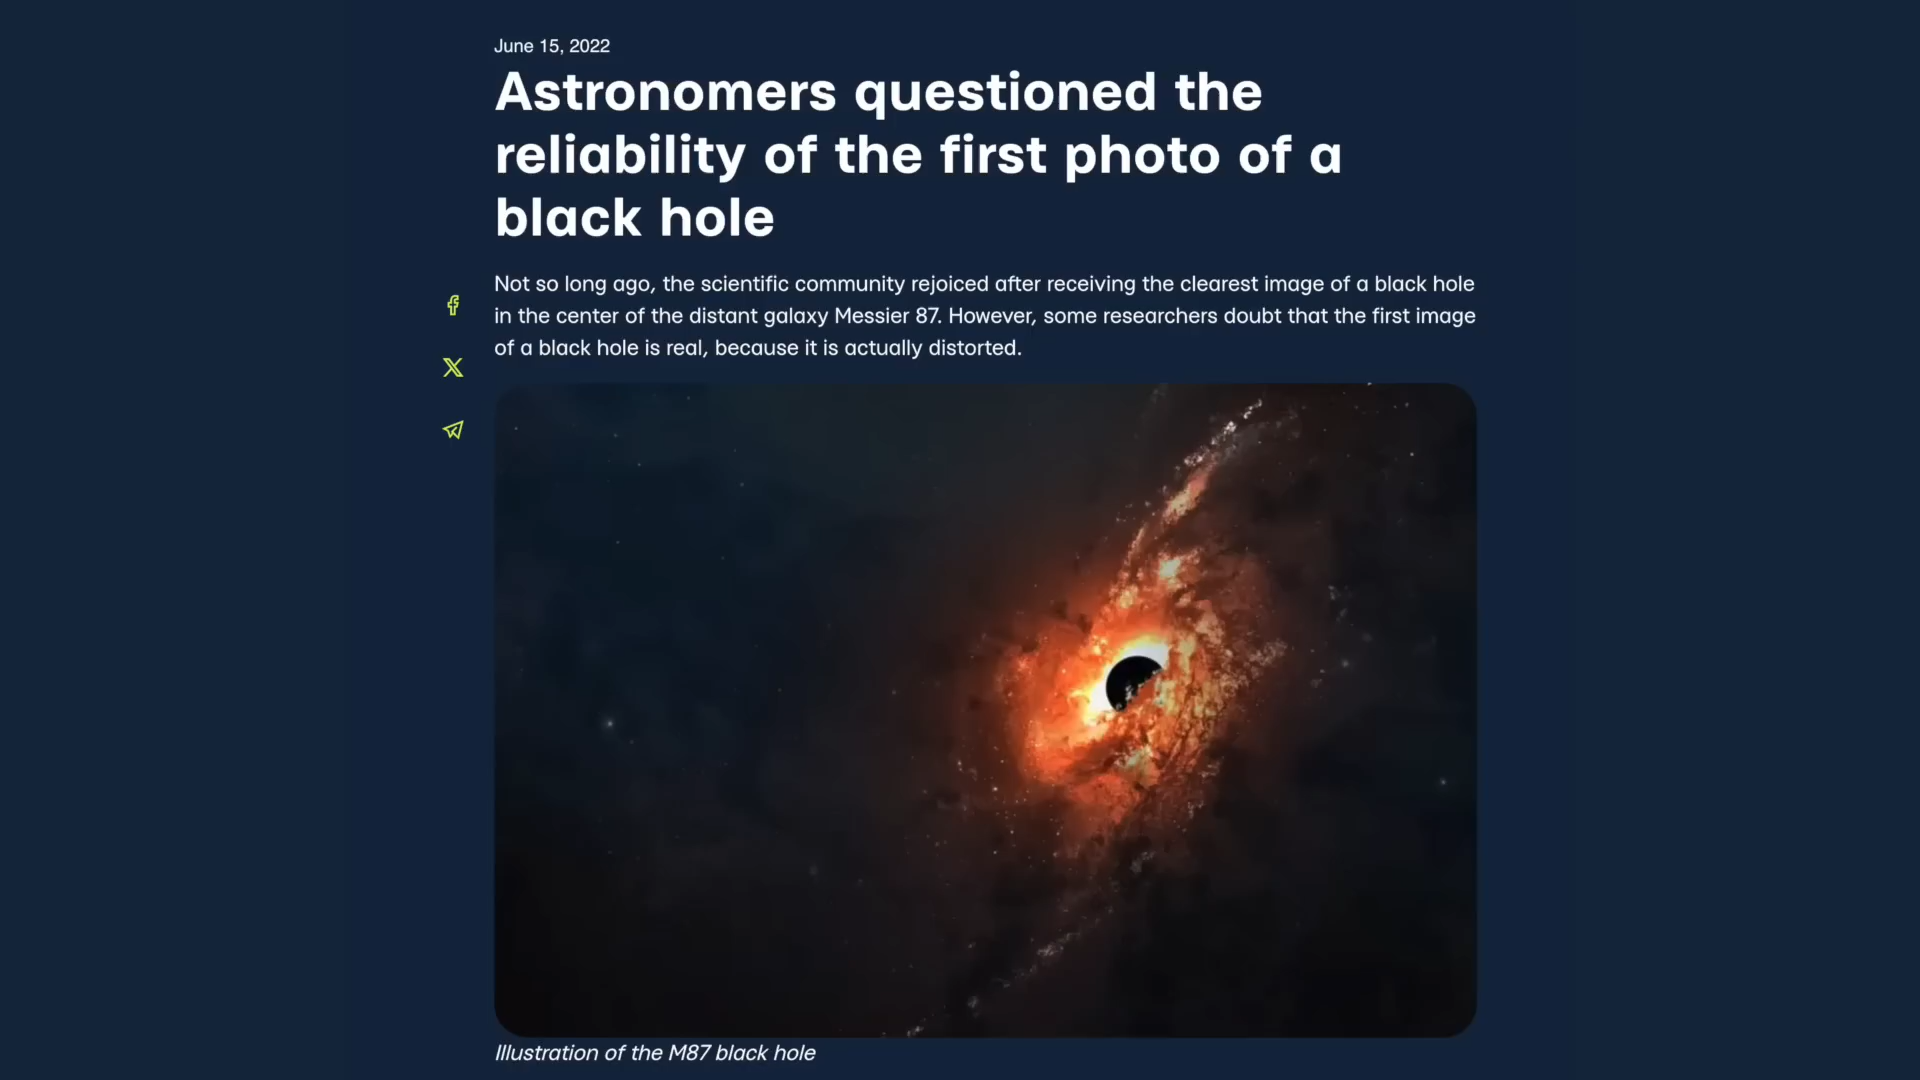 June 15, 2022
Astronomers questioned the
reliability of the first photo of a
black hole
Not so long ago, the scientific community rejoiced after receiving the clearest image of a black hole
in the center of the distant galaxy Messier 87. However, some researchers doubt that the first image
of a black hole is real, because it is actually distorted.
Illustration of the M87 black hole